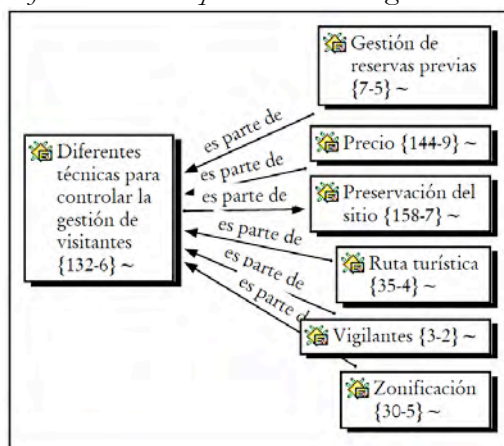 Gestión de
reservas previas
{7-5} ~
es parte de
Diferentes
técnicas para
controlar la
gestión de
visitantes
{132-6} ~
Precio {144-9} ~
es parte de
Preservación del
sitio {158-7} ~
es parte de
Ruta turística
{35-4} ~
es parte de
Vigilantes {3-2} ~
es parte de
Zonificación
{30-5} ~
es parte d